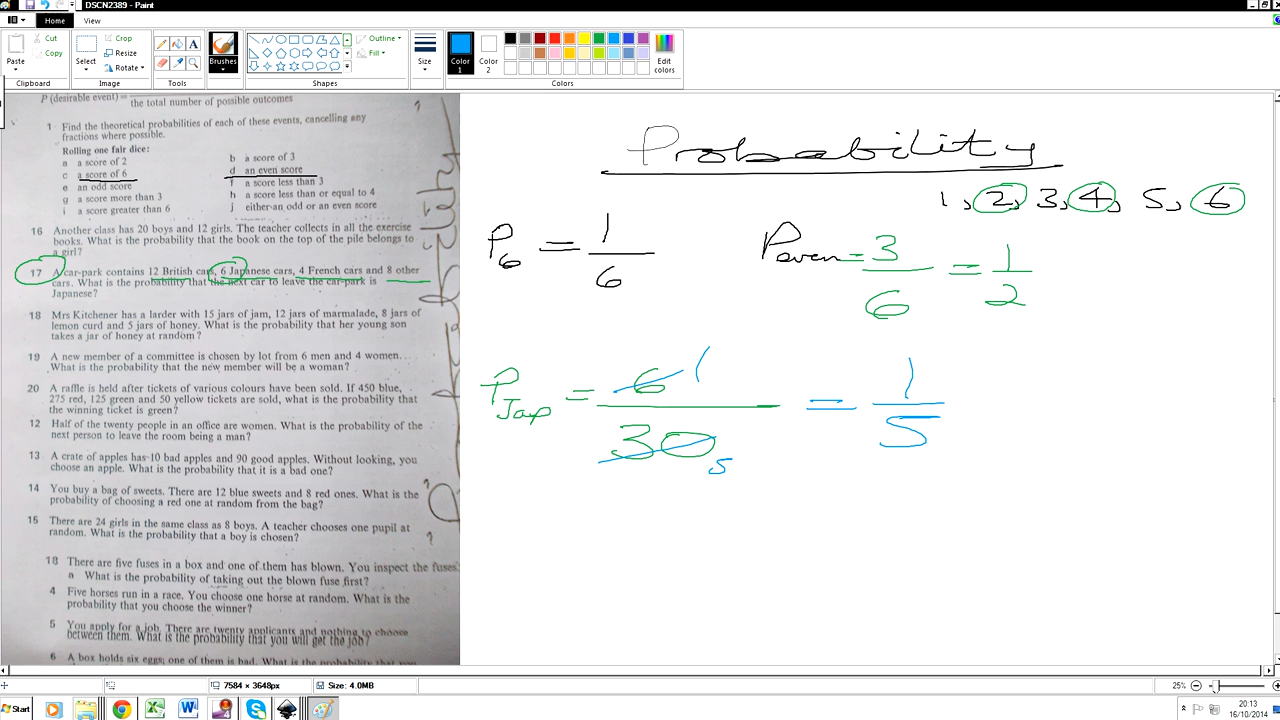 DSCN2389 - Paint
Home View
Cut
Copy
Paste
Crop
Resize
Rotate
Select
Brushes
Size
Outline
Fill
Color 1
Color 2
Edit colors
Clipboard Image Tools Shapes Colors
P (desirable event) =
the total number of possible outcomes
1 Find the theoretical probabilities of each of these events, cancelling any
fractions where possible.
Rolling one fair dice:
a a score of 2
b a score of 3
c a score of 6
d an even score
e an odd score
f a score less than 3
g a score more than 3
h a score less than or equal to 4
i a score greater than 6
j either an odd or an even score
16 Another class has 20 boys and 12 girls. The teacher collects in all the exercise
books. What is the probability that the book on the top of the pile belongs to
a girl?
17 A car-park contains 12 British cars, 6 Japanese cars, 4 French cars and 8 other
cars. What is the probability that the next car to leave the car-park is
Japanese?
18 Mrs Kitchener has a larder with 15 jars of jam, 12 jars of marmalade, 8 jars of
lemon curd and 5 jars of honey. What is the probability that her young son
takes a jar of honey at random?
19 A new member of a committee is chosen by lot from 6 men and 4 women.
What is the probability that the new member will be a woman?
20 A raffle is held after tickets of various colours have been sold. If 450 blue,
275 red, 125 green and 50 yellow tickets are sold, what is the probability that
the winning ticket is green?
12 Half of the twenty people in an office are women. What is the probability of the
next person to leave the room being a man?
13 A crate of apples has 10 bad apples and 90 good apples. Without looking, you
choose an apple. What is the probability that it is a bad one?
14 You buy a bag of sweets. There are 12 blue sweets and 8 red ones. What is the
probability of choosing a red one at random from the bag?
15 There are 24 girls in the same class as 8 boys. A teacher chooses one pupil at
random. What is the probability that a boy is chosen?
18 There are five fuses in a box and one of them has blown. You inspect the fuses.
a What is the probability of taking out the blown fuse first?
4 Five horses run in a race. You choose one horse at random. What is the
probability that you choose the winner?
5 You apply for a job. There are twenty applicants and nothing to choose
between them. What is the probability that you will get the job?
6 A box holds six eggs; one of them is bad. What is the probability that you
Probability
1, 2, 3, 4, 5, 6
P6 = 1
6
Peven = 3 = 1
6 2
PJap = 6 1 = 1
30 5 5
7584 × 3648px
Size: 4.0MB
25%
Start
20:13
16/10/2014